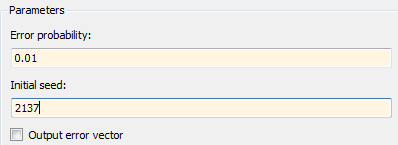 Parameters
Error probability:
0.01
Initial seed:
2137
Output error vector